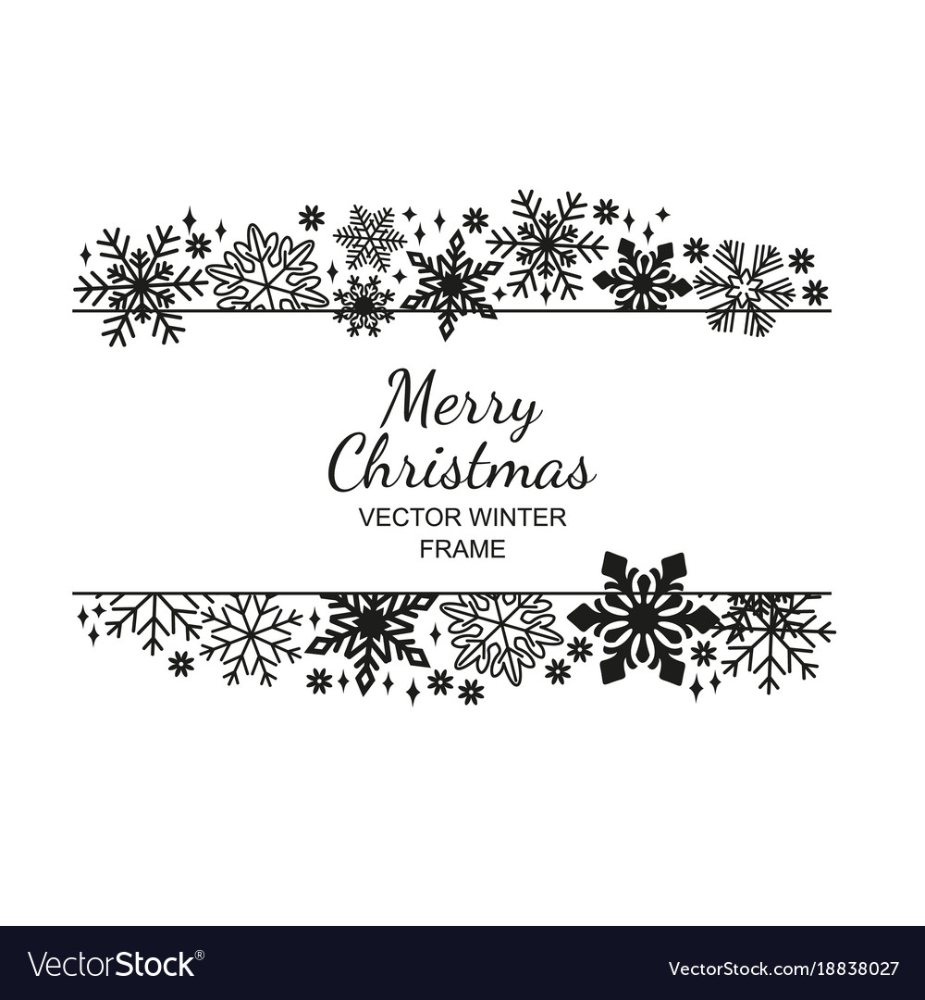 Merry
Christmas
VECTOR WINTER
FRAME
VectorStock®
VectorStock.com/18838027